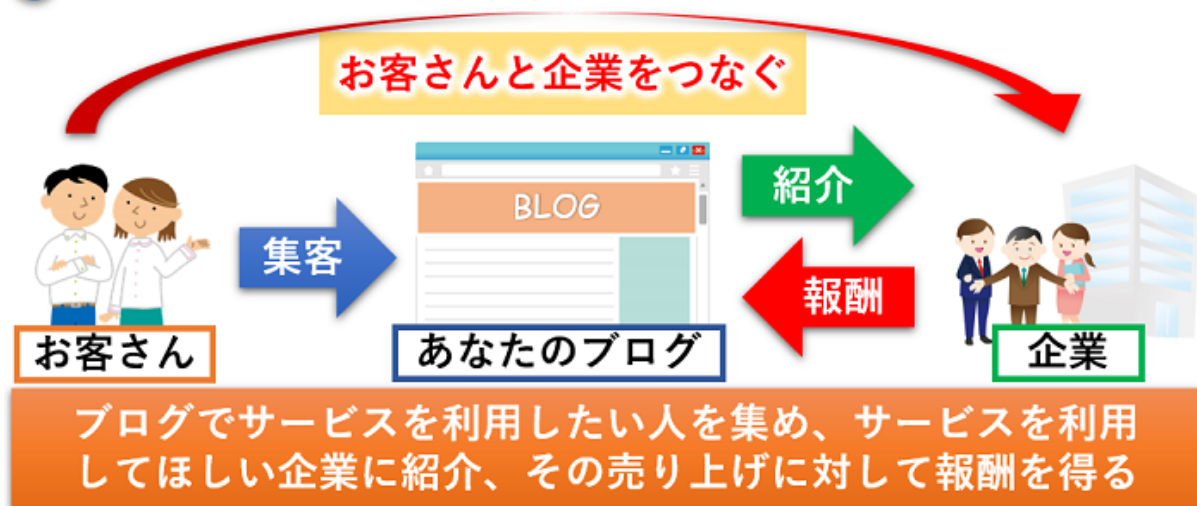 お客さんと企業をつなぐ
BLOG
紹介
集客
報酬
お客さん
あなたのブログ
企業
ブログでサービスを利用したい人を集め、サービスを利用
してほしい企業に紹介、その売り上げに対して報酬を得る